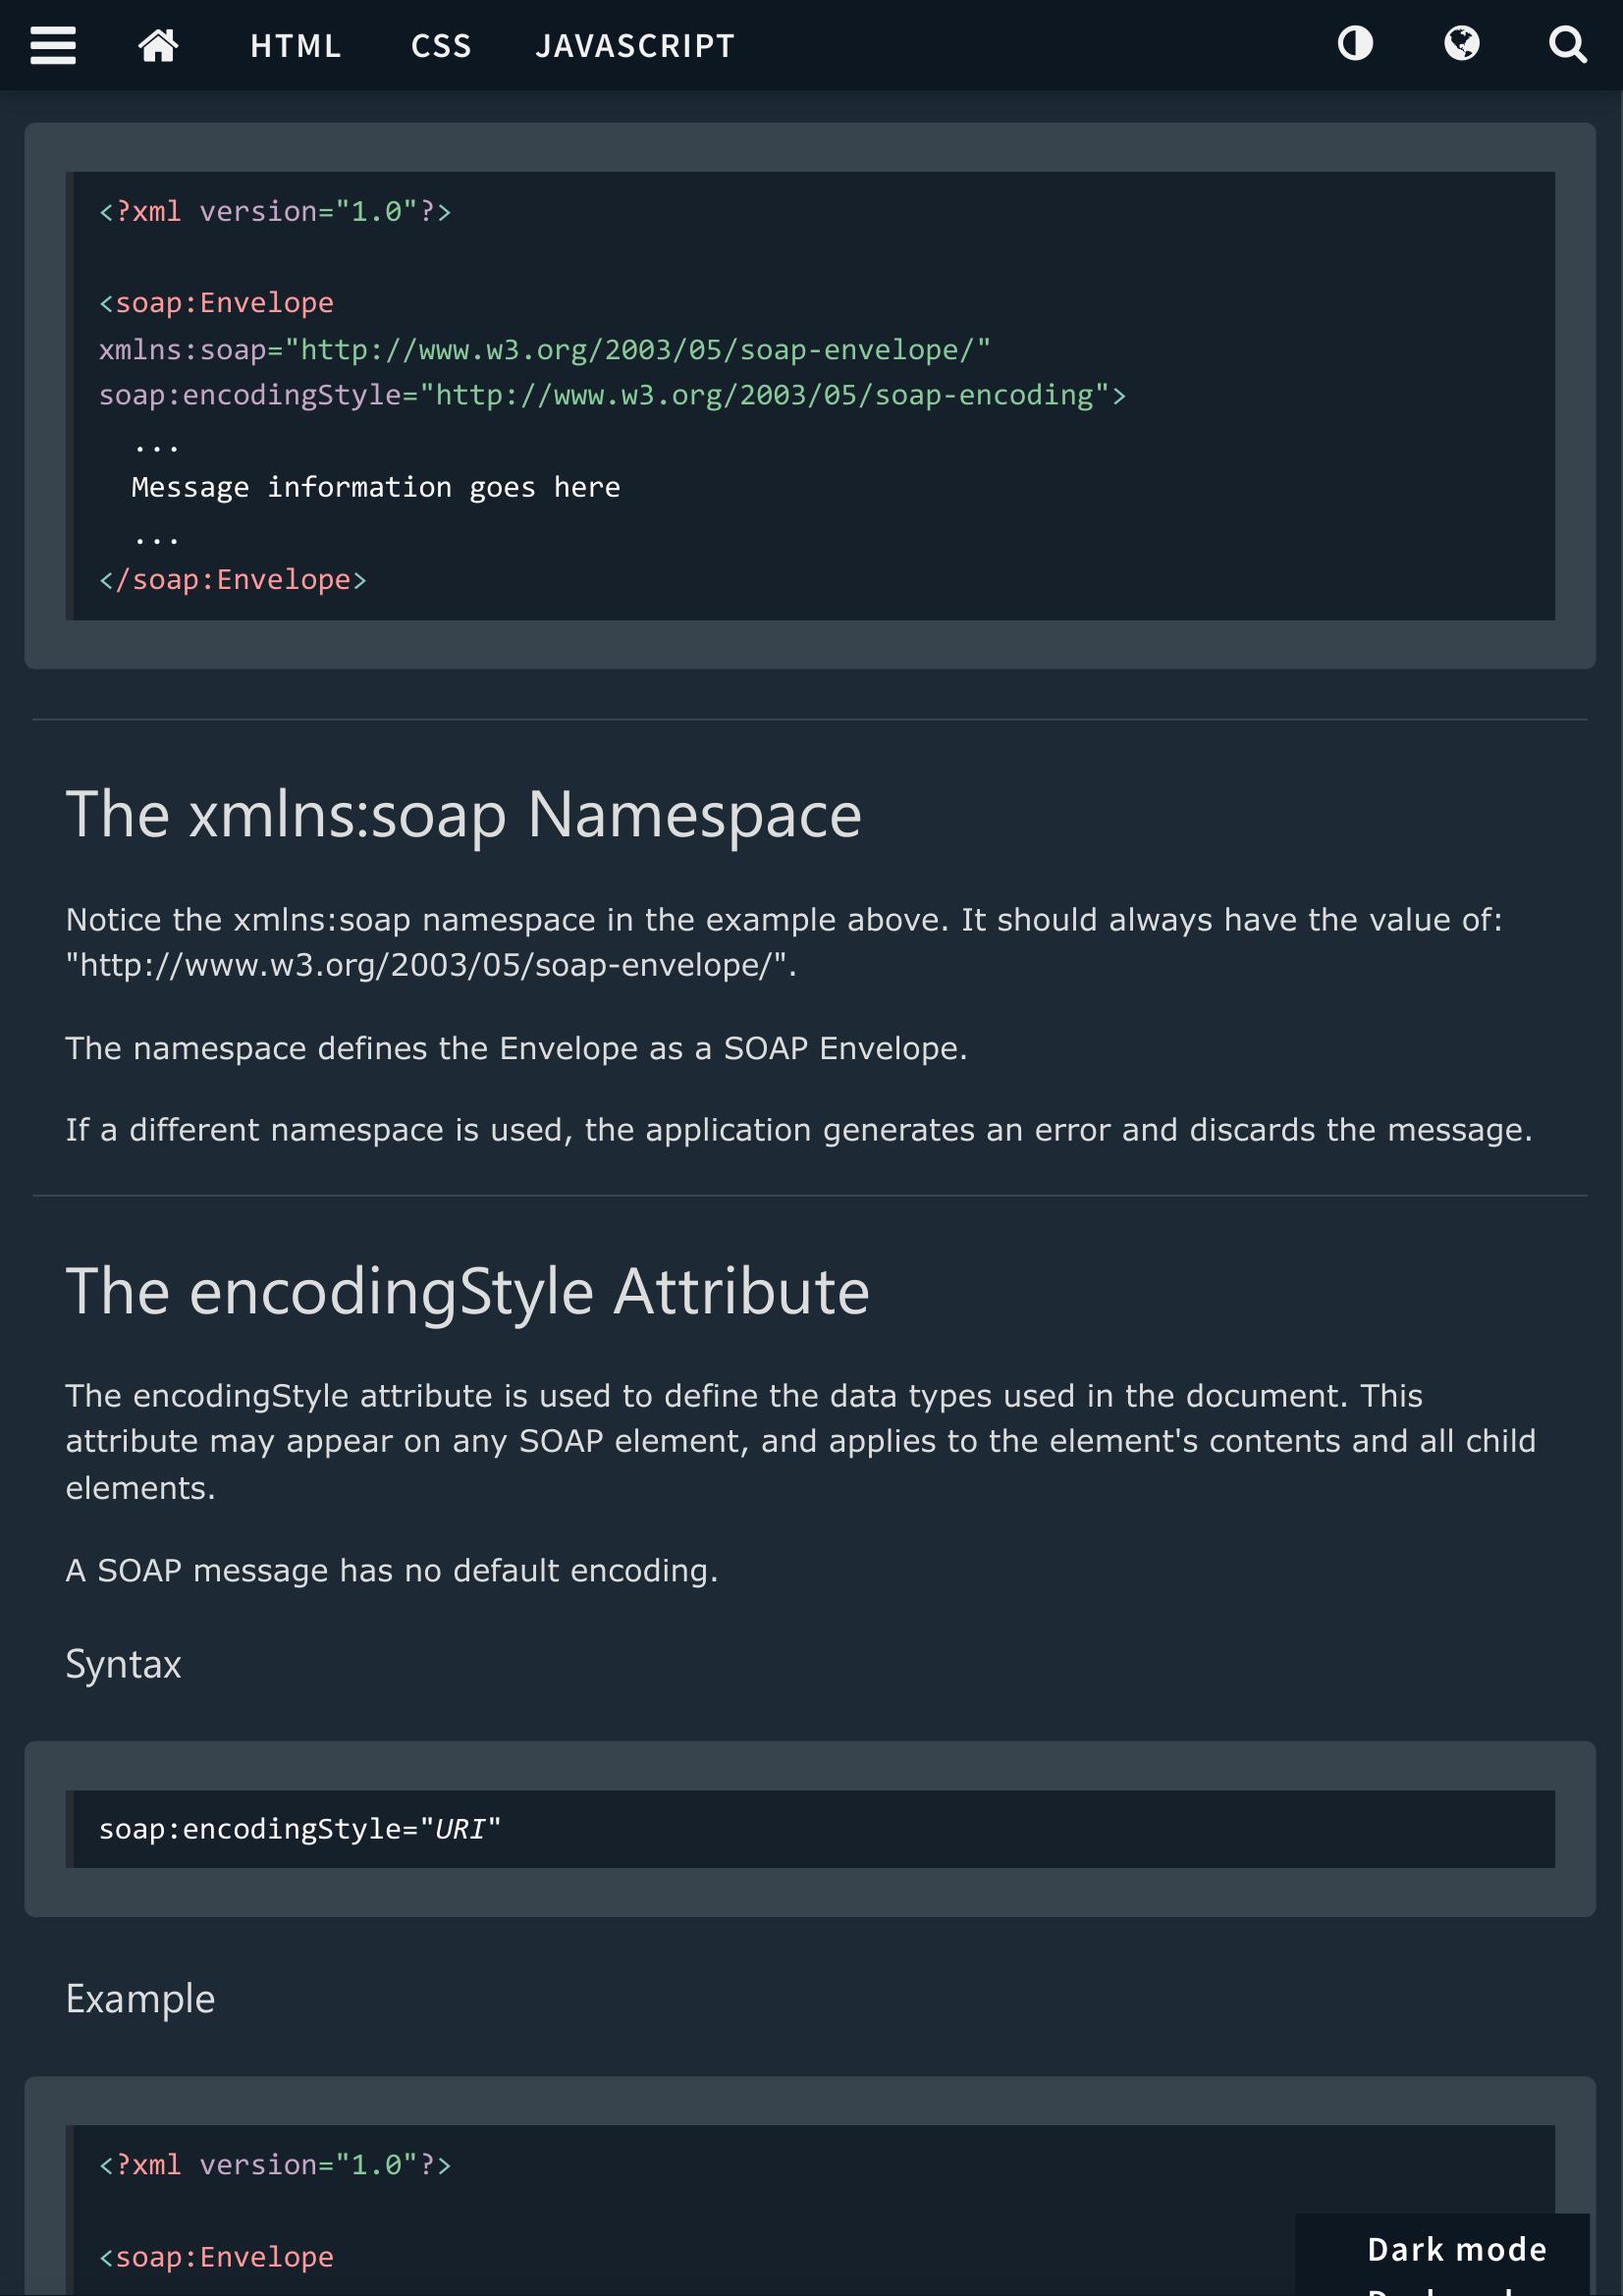 HTML CSS JAVASCRIPT
<?xml version="1.0"?>
<soap:Envelope
xmlns:soap="http://www.w3.org/2003/05/soap-envelope/"
soap:encodingStyle="http://www.w3.org/2003/05/soap-encoding">
...
Message information goes here
...
</soap:Envelope>
The xmlns:soap Namespace
Notice the xmlns:soap namespace in the example above. It should always have the value of:
"http://www.w3.org/2003/05/soap-envelope/".
The namespace defines the Envelope as a SOAP Envelope.
If a different namespace is used, the application generates an error and discards the message.
The encodingStyle Attribute
The encodingStyle attribute is used to define the data types used in the document. This
attribute may appear on any SOAP element, and applies to the element's contents and all child
elements.
A SOAP message has no default encoding.
Syntax
soap:encodingStyle="URI"
Example
<?xml version="1.0"?>
<soap:Envelope
Dark mode